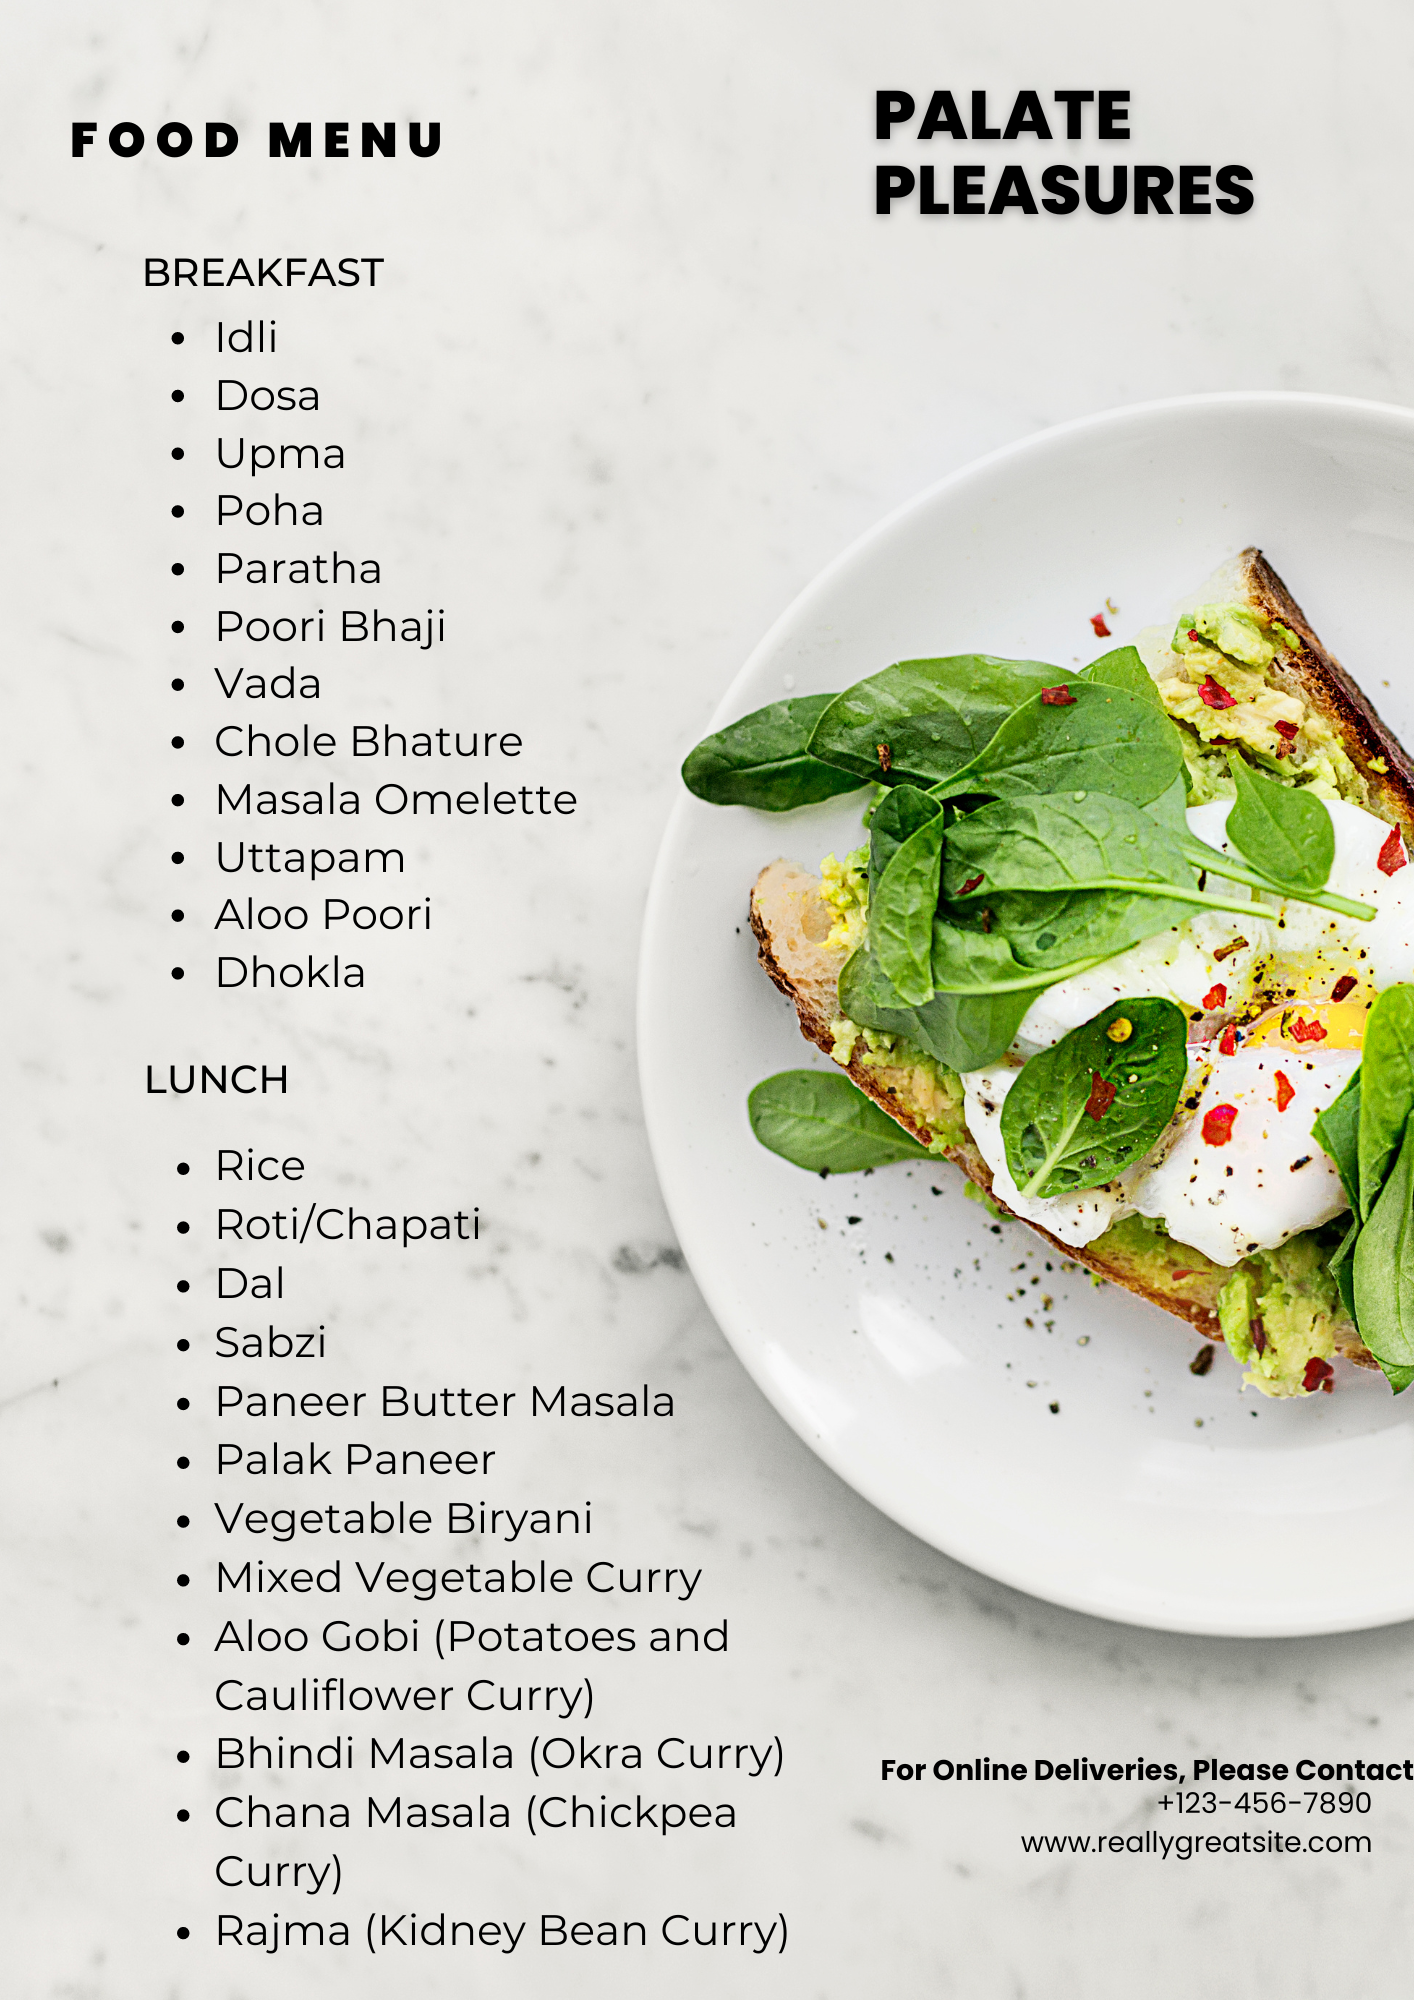 FOOD MENU
PALATE
PLEASURES
BREAKFAST
• Idli
• Dosa
• Upma
• Poha
• Paratha
• Poori Bhaji
• Vada
• Chole Bhature
• Masala Omelette
• Uttapam
• Aloo Poori
• Dhokla
LUNCH
• Rice
• Roti/Chapati
• Dal
• Sabzi
• Paneer Butter Masala
• Palak Paneer
• Vegetable Biryani
• Mixed Vegetable Curry
• Aloo Gobi (Potatoes and
Cauliflower Curry)
• Bhindi Masala (Okra Curry)
• Chana Masala (Chickpea
Curry)
• Rajma (Kidney Bean Curry)
For Online Deliveries, Please Contact
+123-456-7890
www.reallygreatsite.com